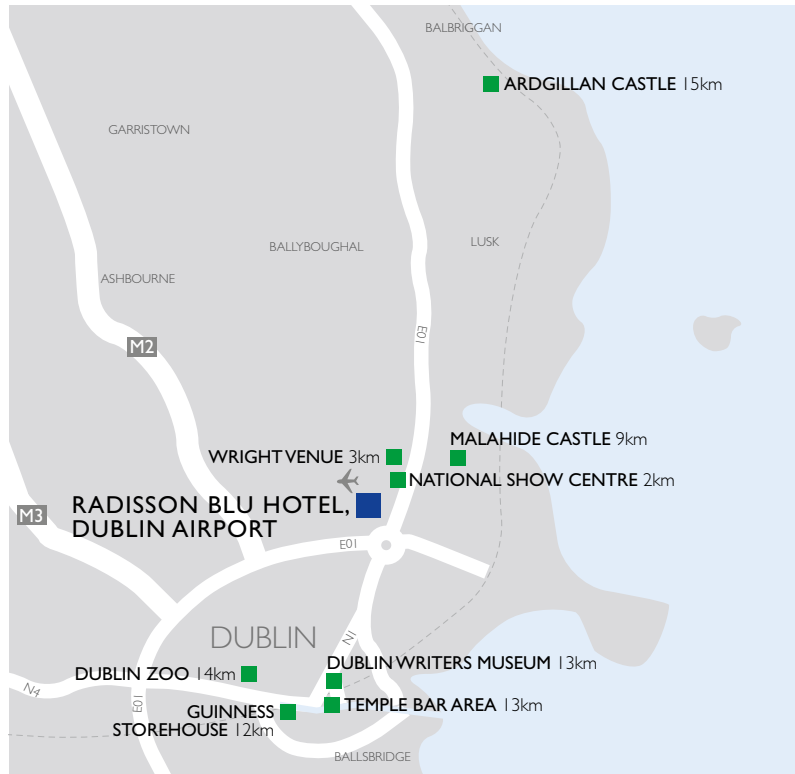 BALBRIGGAN
ARDGILLAN CASTLE 15km
GARRISTOWN
BALLYBOUGHAL
LUSK
ASHBOURNE
E01
M2
MALAHIDE CASTLE 9km
WRIGHT VENUE 3km
NATIONAL SHOW CENTRE 2km
RADISSON BLU HOTEL,
DUBLIN AIRPORT
M3
E01
DUBLIN
N1
DUBLIN WRITERS MUSEUM 13km
DUBLIN ZOO 14km
N4
E01
TEMPLE BAR AREA 13km
GUINNESS
STOREHOUSE 12km
BALLSBRIDGE